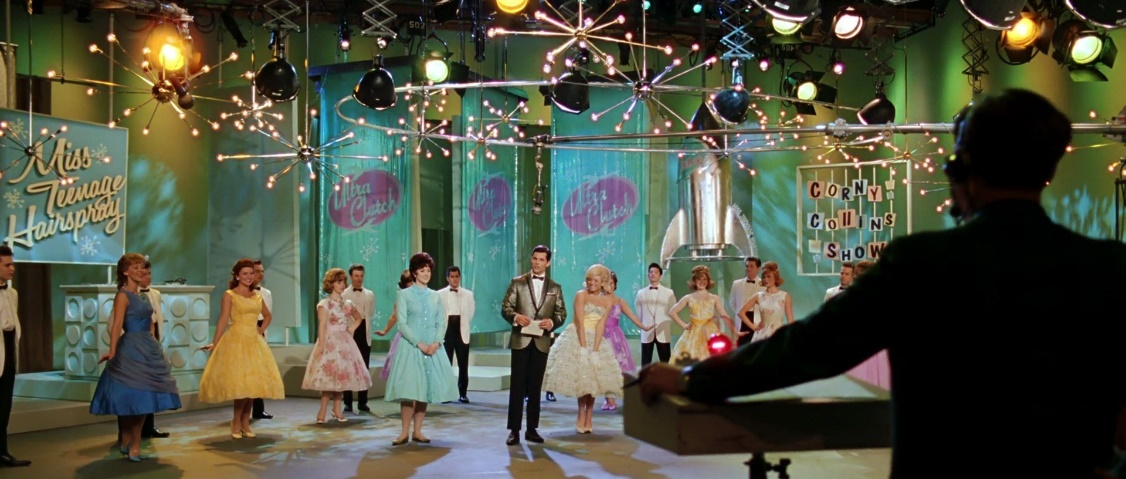 Miss
Teenage
Hairspray
Ultra
Clutch
Ultra
Clutch
Ultra
Clutch
CORNY
COLLINS
SHOW